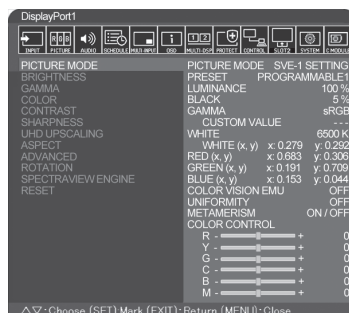 DisplayPort1
INPUT PICTURE AUDIO SCHEDULE MULTI-INPUT OSD MULTI-DSP PROTECT CONTROL SLOT2 SYSTEM C MODULE
PICTURE MODE
BRIGHTNESS
GAMMA
COLOR
CONTRAST
SHARPNESS
UHD UPSCALING
ASPECT
ADVANCED
ROTATION
SPECTRAVIEW ENGINE
RESET
PICTURE MODE SVE-1 SETTING
PRESET PROGRAMMABLE1
LUMINANCE 100 %
BLACK 5 %
GAMMA sRGB
CUSTOM VALUE ---
WHITE 6500 K
WHITE (x, y) x: 0.279 y: 0.292
RED (x, y) x: 0.683 y: 0.306
GREEN (x, y) x: 0.191 y: 0.709
BLUE (x, y) x: 0.153 y: 0.044
COLOR VISION EMU OFF
UNIFORMITY OFF
METAMERISM ON / OFF
COLOR CONTROL
R - + 0
Y - + 0
G - + 0
C - + 0
B - + 0
M - + 0
△▽: Choose (SET) Mark (EXIT): Return (MENU): Close